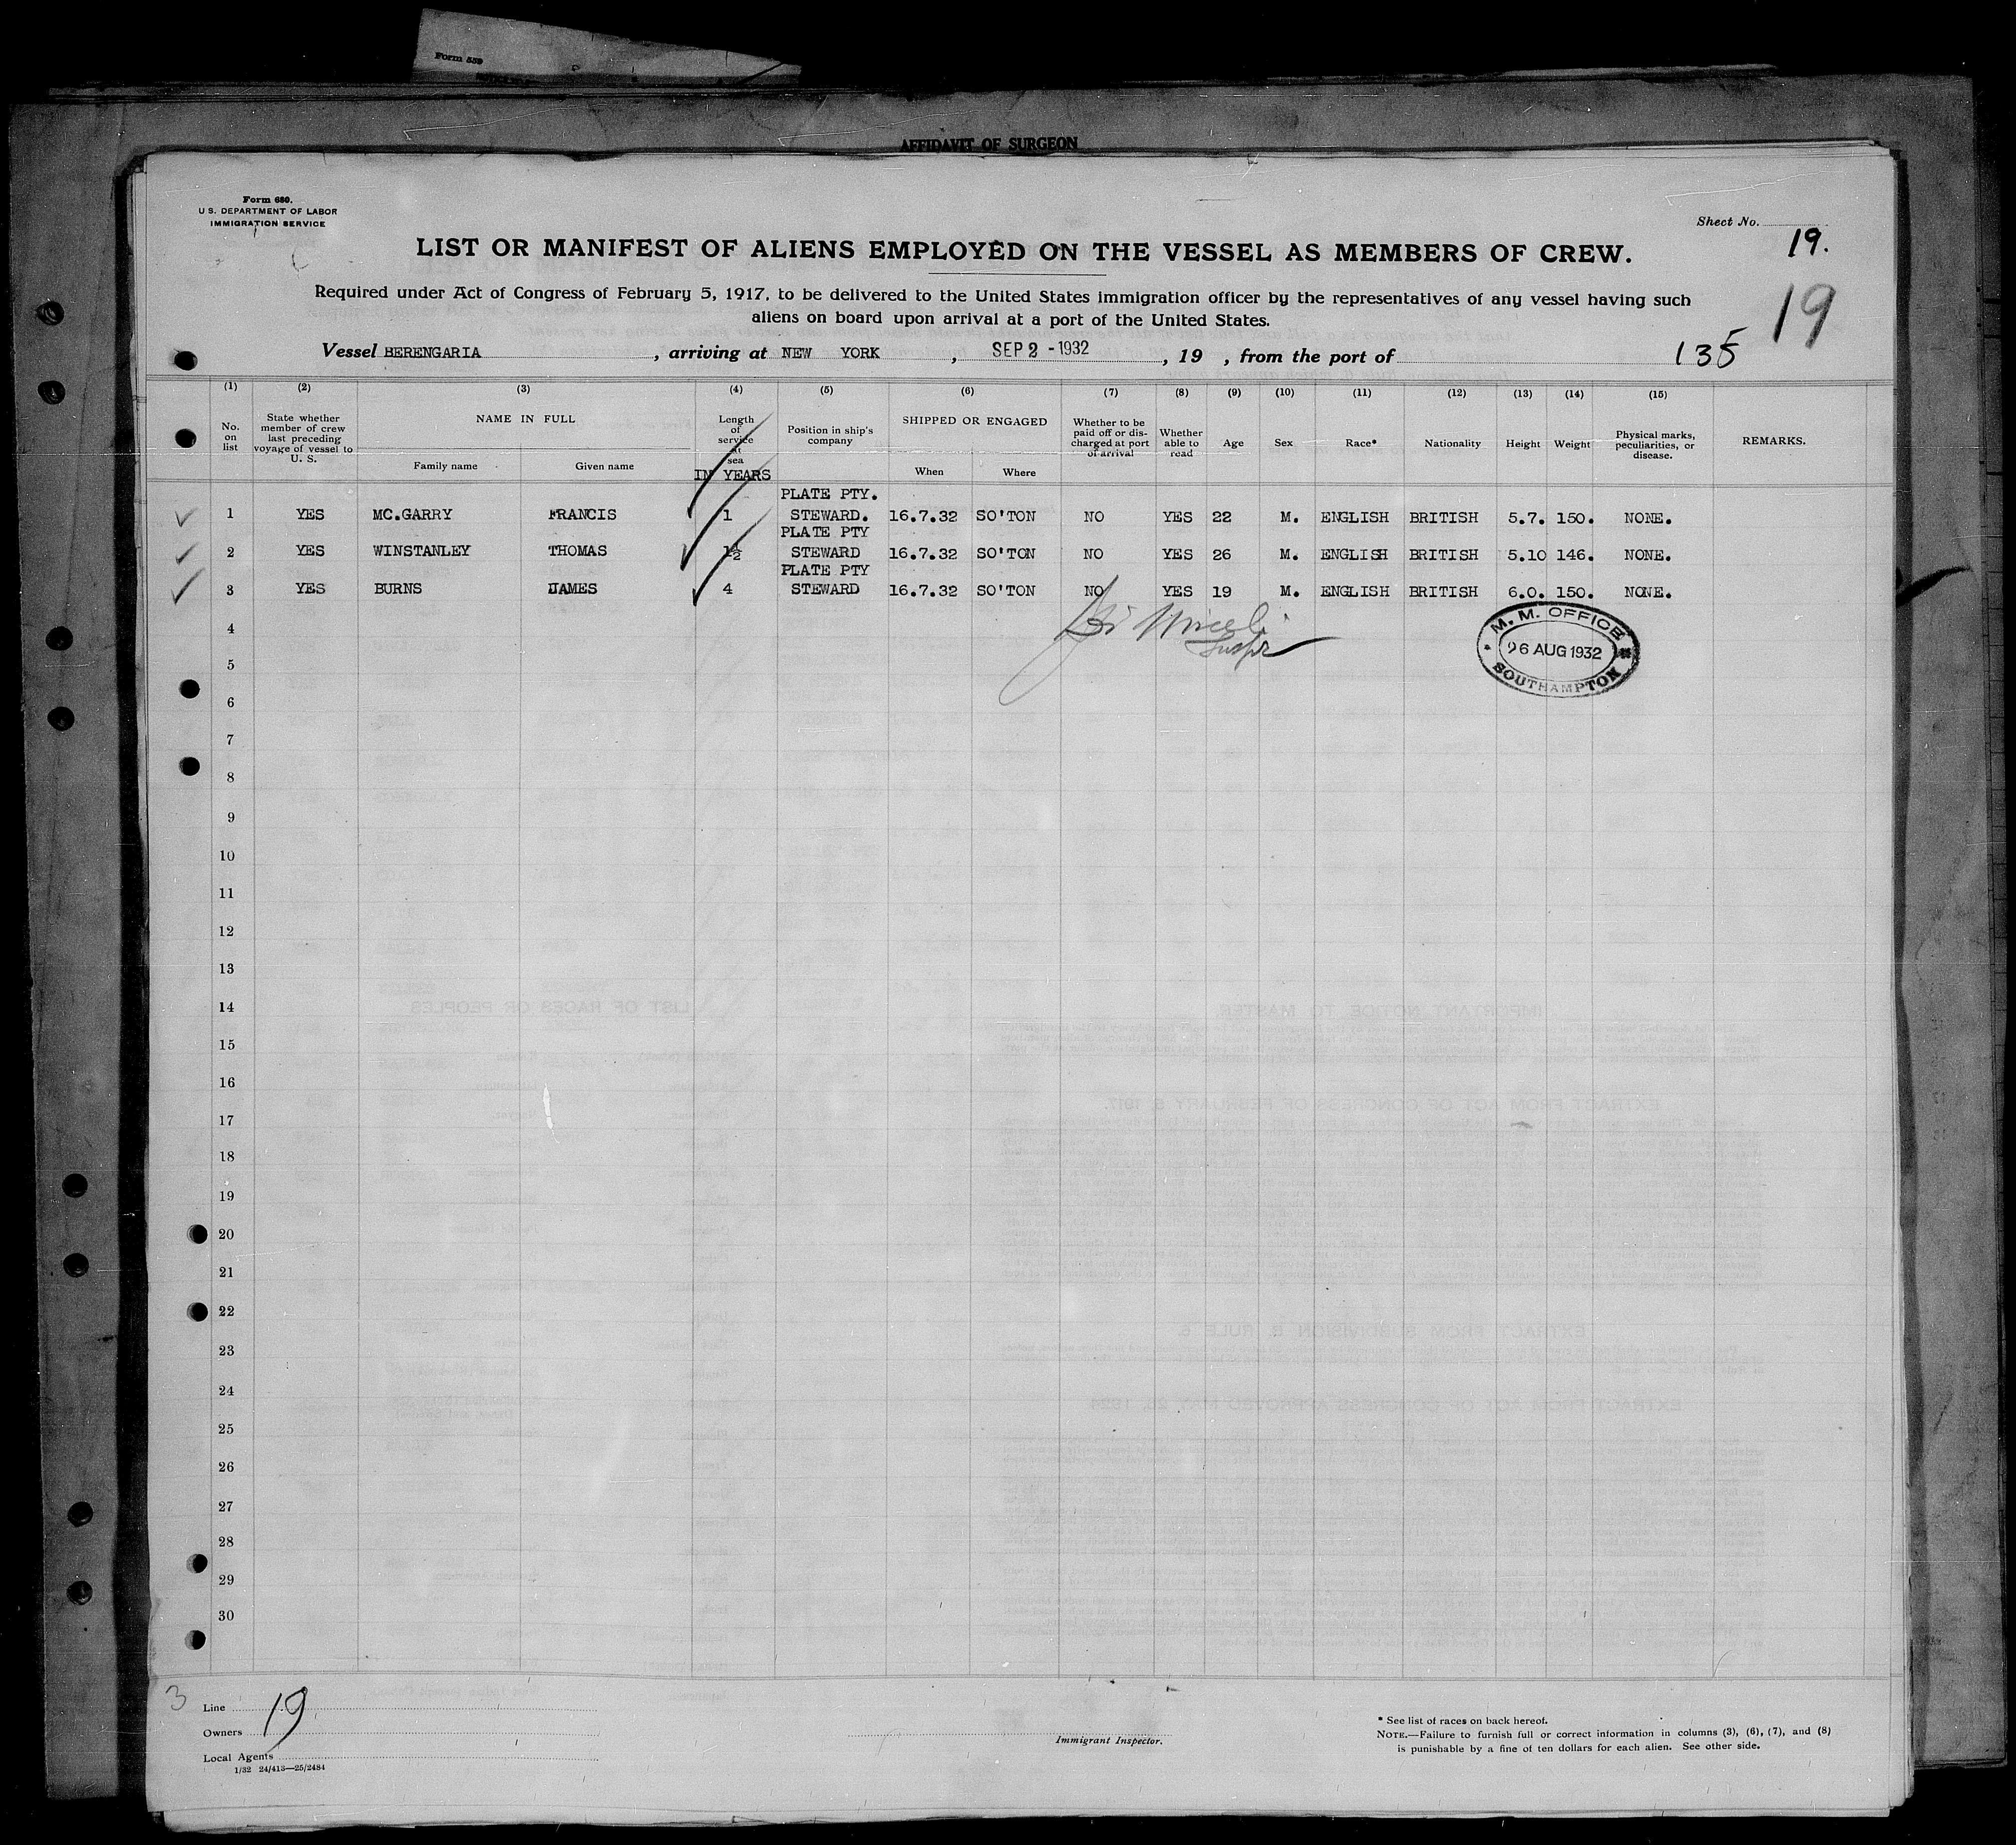 Form 539
AFFIDAVIT OF SURGEON
Form 680.
U.S. DEPARTMENT OF LABOR
IMMIGRATION SERVICE
Sheet No.
19.
LIST OR MANIFEST OF ALIENS EMPLOYED ON THE VESSEL AS MEMBERS OF CREW.
19
Required under Act of Congress of February 5, 1917, to be delivered to the United States immigration officer by the representatives of any vessel having such
aliens on board upon arrival at a port of the United States.
Vessel BERENGARIA, arriving at NEW YORK, SEP 2 - 1932, 19 , from the port of 135
(1) (2) (3) (4) (5) (6) (7) (8) (9) (10) (11) (12) (13) (14) (15)
No. on list State whether member of crew last preceding voyage of vessel to U. S. NAME IN FULL Family name Given name Length of service at sea IN YEARS Position in ship's company SHIPPED OR ENGAGED When Where Whether to be paid off or discharged at port of arrival Whether able to read Age Sex Race* Nationality Height Weight Physical marks, peculiarities, or disease. REMARKS.
PLATE PTY.
1 YES MC.GARRY FRANCIS 1 STEWARD. 16.7.32 SO'TON NO YES 22 M. ENGLISH BRITISH 5.7. 150. NONE.
PLATE PTY
2 YES WINSTANLEY THOMAS 1½ STEWARD 16.7.32 SO'TON NO YES 26 M. ENGLISH BRITISH 5.10 146. NONE.
PLATE PTY
3 YES BURNS JAMES 4 STEWARD 16.7.32 SO'TON NO YES 19 M. ENGLISH BRITISH 6.0. 150. NONE.
M. M. OFFICE
26 AUG 1932
SOUTHAMPTON
4
5
6
7
8
9
10
11
12
13
14
15
16
17
18
19
20
21
22
23
24
25
26
27
28
29
30
3
Line
19
Owners
Local Agents
1/32 24/413—25/2484
Immigrant Inspector.
* See list of races on back hereof.
NOTE.—Failure to furnish full or correct information in columns (3), (6), (7), and (8)
is punishable by a fine of ten dollars for each alien. See other side.